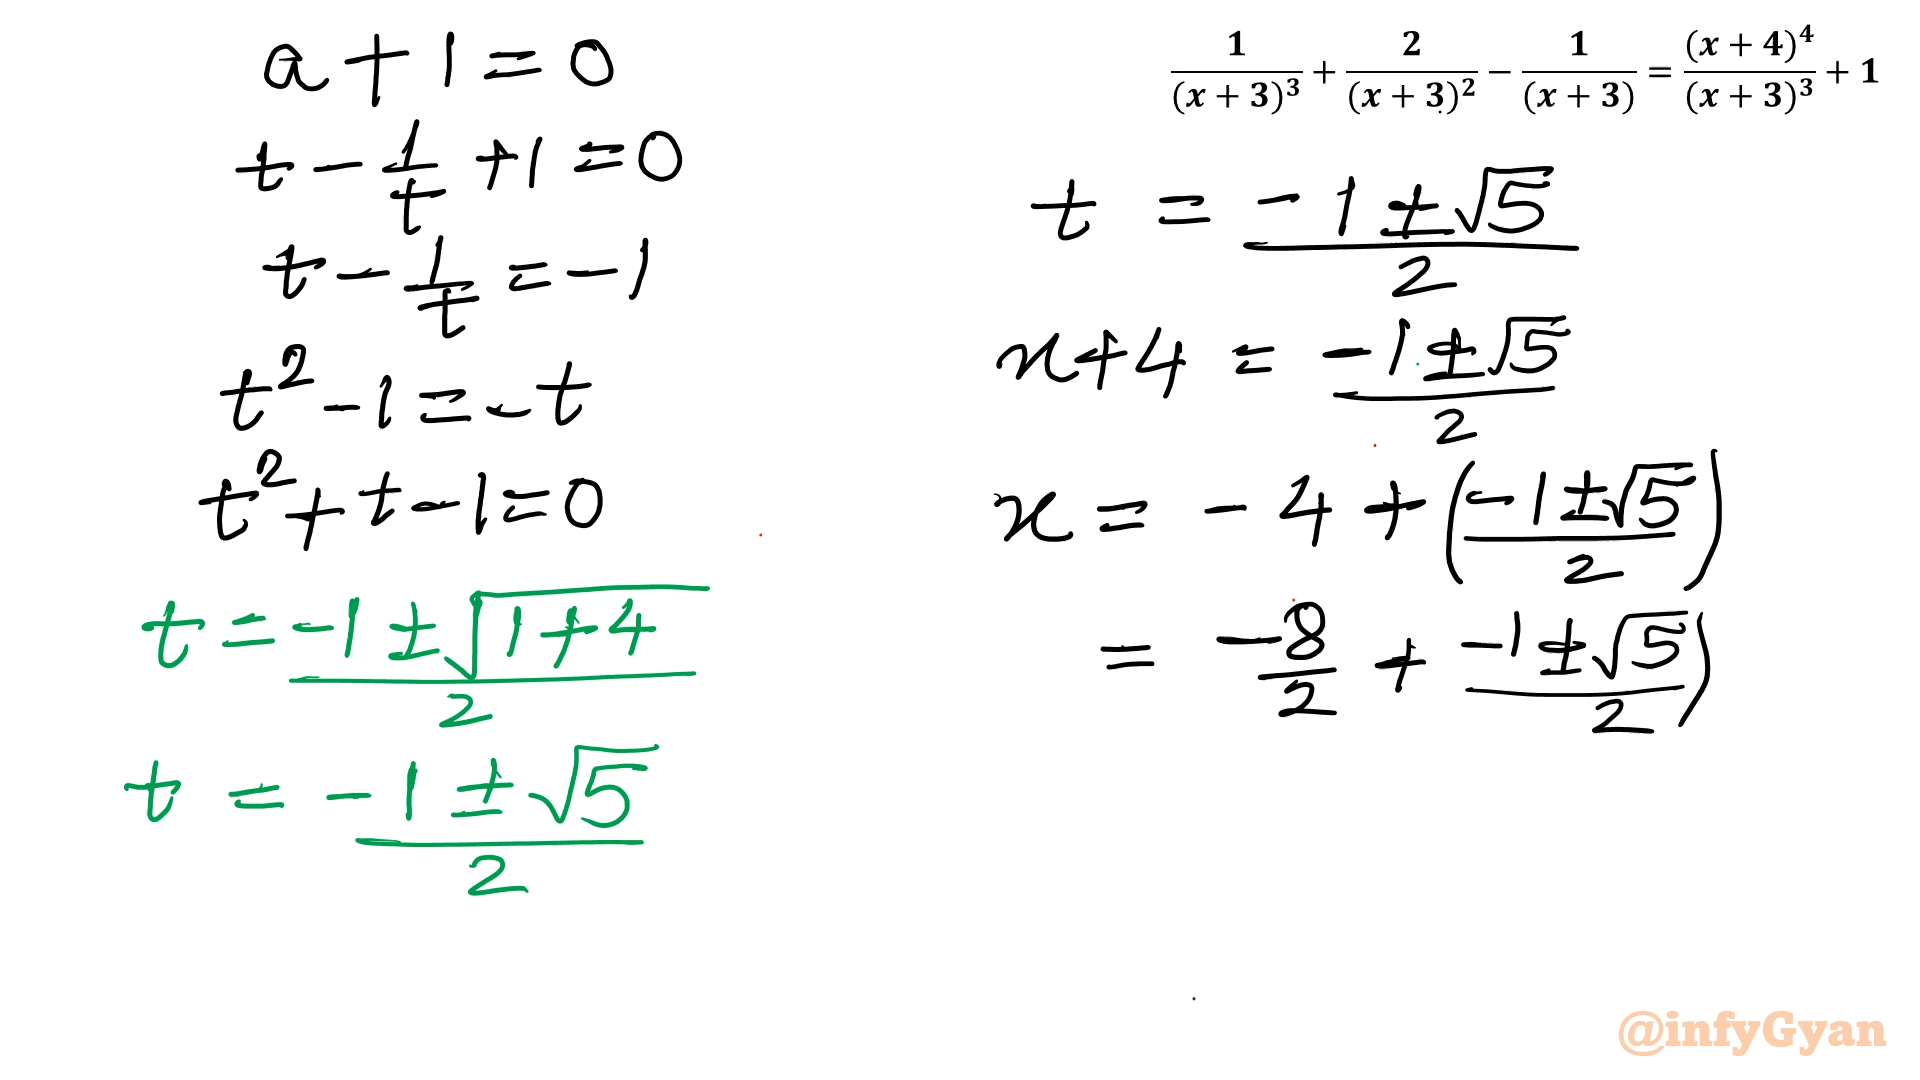 a + 1 = 0
t - 1/t + 1 = 0
t - 1/t = -1
t² - 1 = -t
t² + t - 1 = 0
t = (-1 ± √(1+4))/2
t = (-1 ± √5)/2
1/(x + 3)³ + 2/(x + 3)² − 1/(x + 3) = (x + 4)⁴/(x + 3)³ + 1
t = (-1 ± √5)/2
x + 4 = (-1 ± √5)/2
x = -4 + ((-1 ± √5)/2)
= -8/2 + (-1 ± √5)/2)
@infyGyan